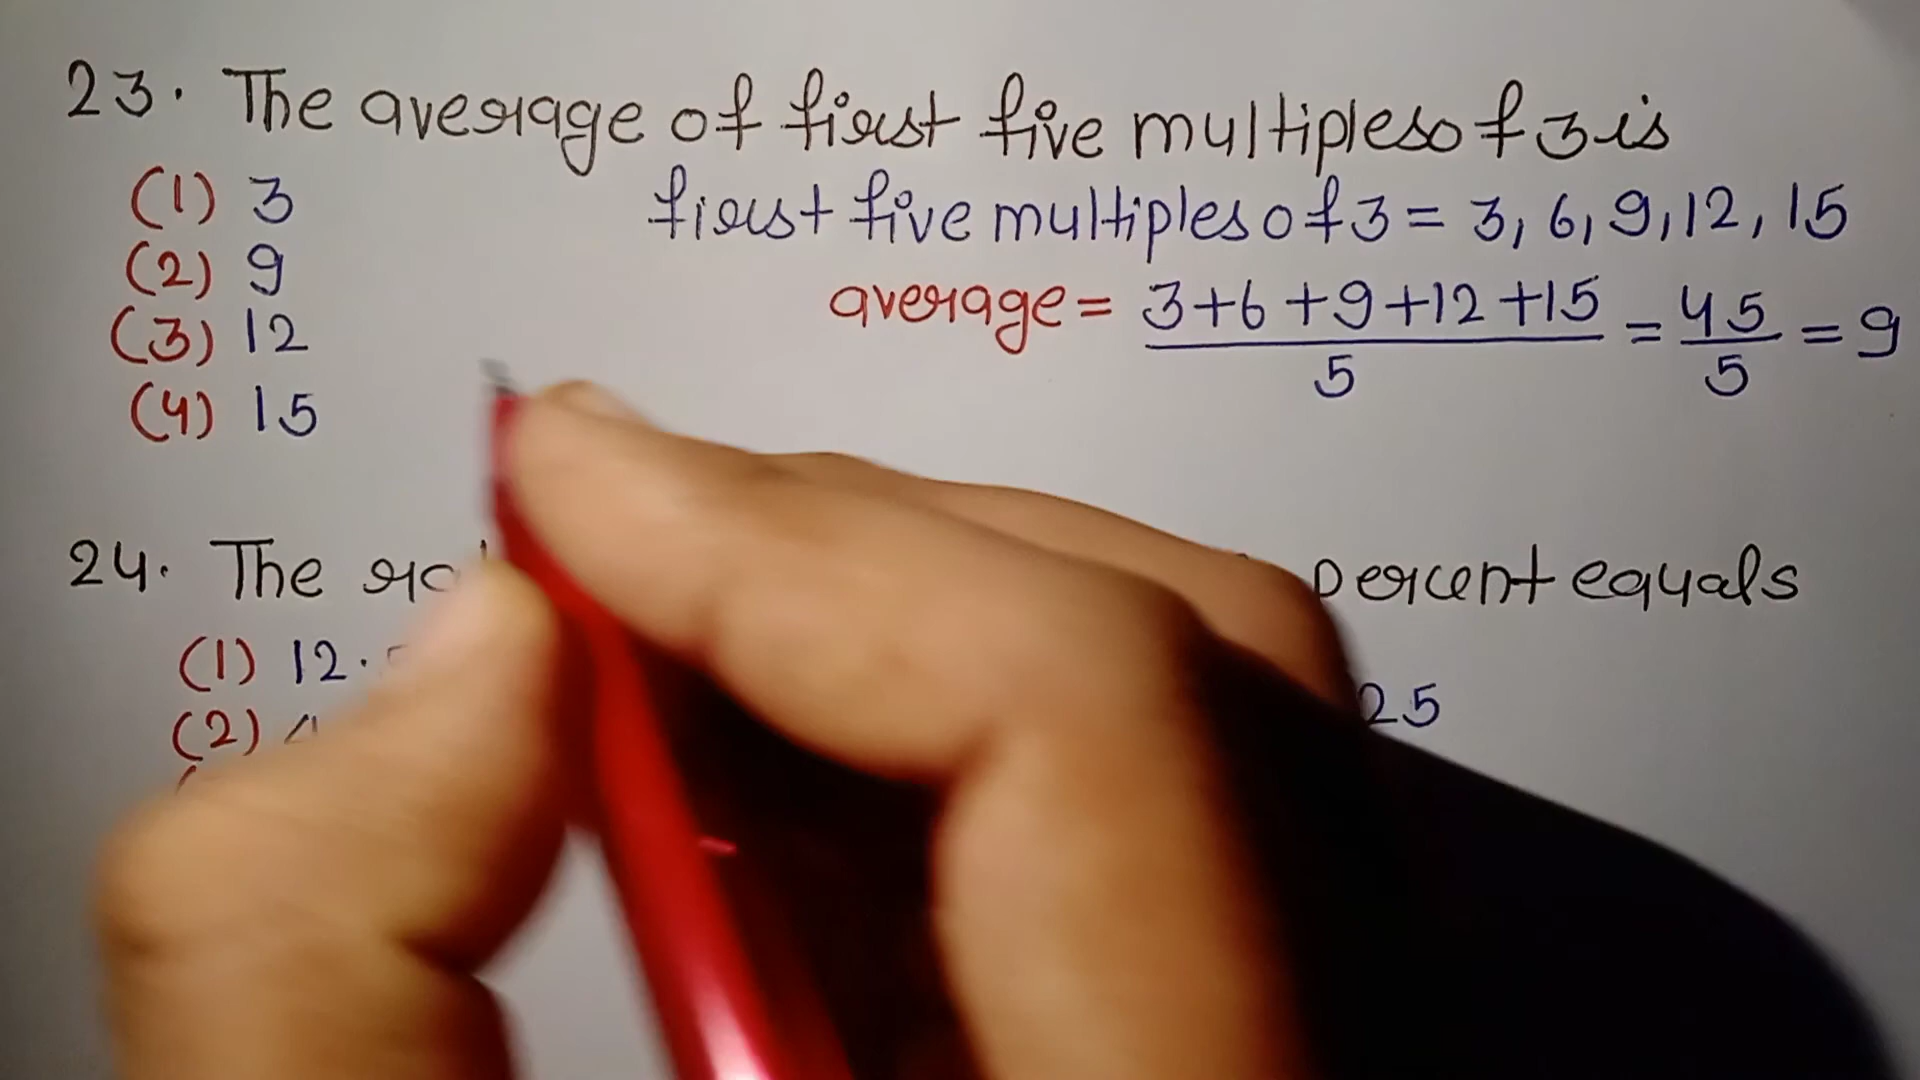 23. The average of first five multiples of 3 is
(1) 3
first five multiples of 3 = 3, 6, 9, 12, 15
(2) 9
average = 3+6+9+12+15 / 5 = 45 / 5 = 9
(3) 12
(4) 15
24. The percent equals
(1) 12.
25
(2)